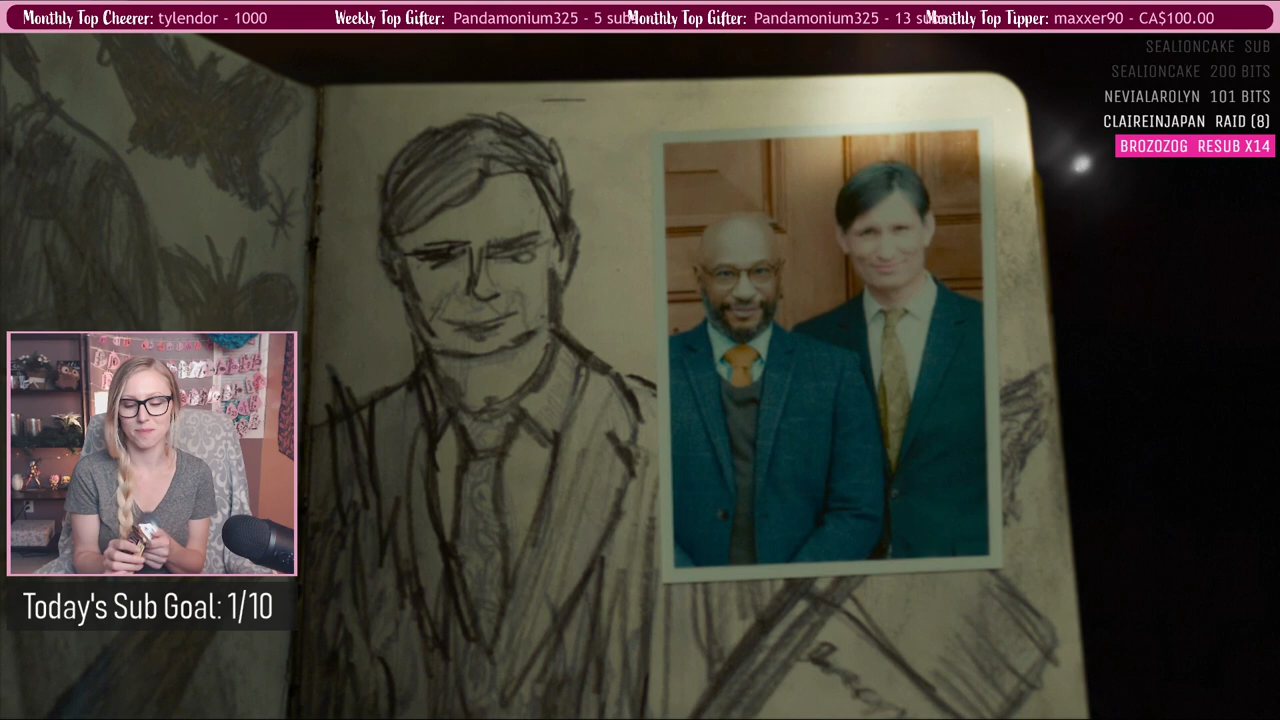 Monthly Top Cheerer: tylendor - 1000
Weekly Top Gifter: Pandamonium325 - 5
Monthly Top Gifter: Pandamonium325 - 13
Monthly Top Tipper: maxxer90 - CA$100.00
SEALIONCAKE SUB
SEALIONCAKE 200 BITS
NEVIALAROLYN 101 BITS
CLAIREINJAPAN RAID (8)
BROZOZOG RESUB X14
Today's Sub Goal: 1/10